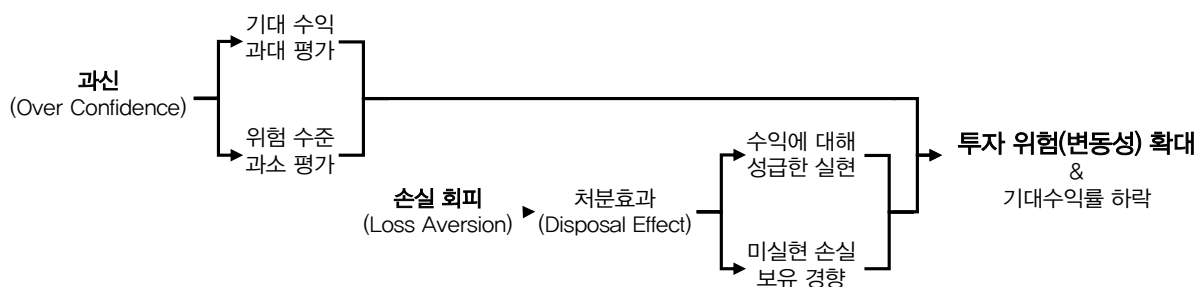 기대 수익
과대 평가
과신
(Over Confidence)
위험 수준
과소 평가
손실 회피
(Loss Aversion)
처분효과
(Disposal Effect)
수익에 대해
성급한 실현
미실현 손실
보유 경향
투자 위험(변동성) 확대
&
기대수익률 하락